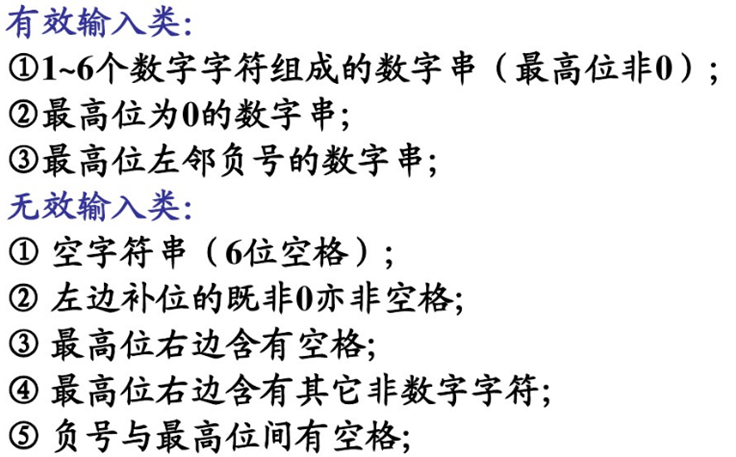 有效输入类:
①1~6个数字字符组成的数字串（最高位非0）;
②最高位为0的数字串;
③最高位左邻负号的数字串;
无效输入类:
① 空字符串（6位空格）;
② 左边补位的既非0亦非空格;
③ 最高位右边含有空格;
④ 最高位右边含有其它非数字字符;
⑤ 负号与最高位间有空格;